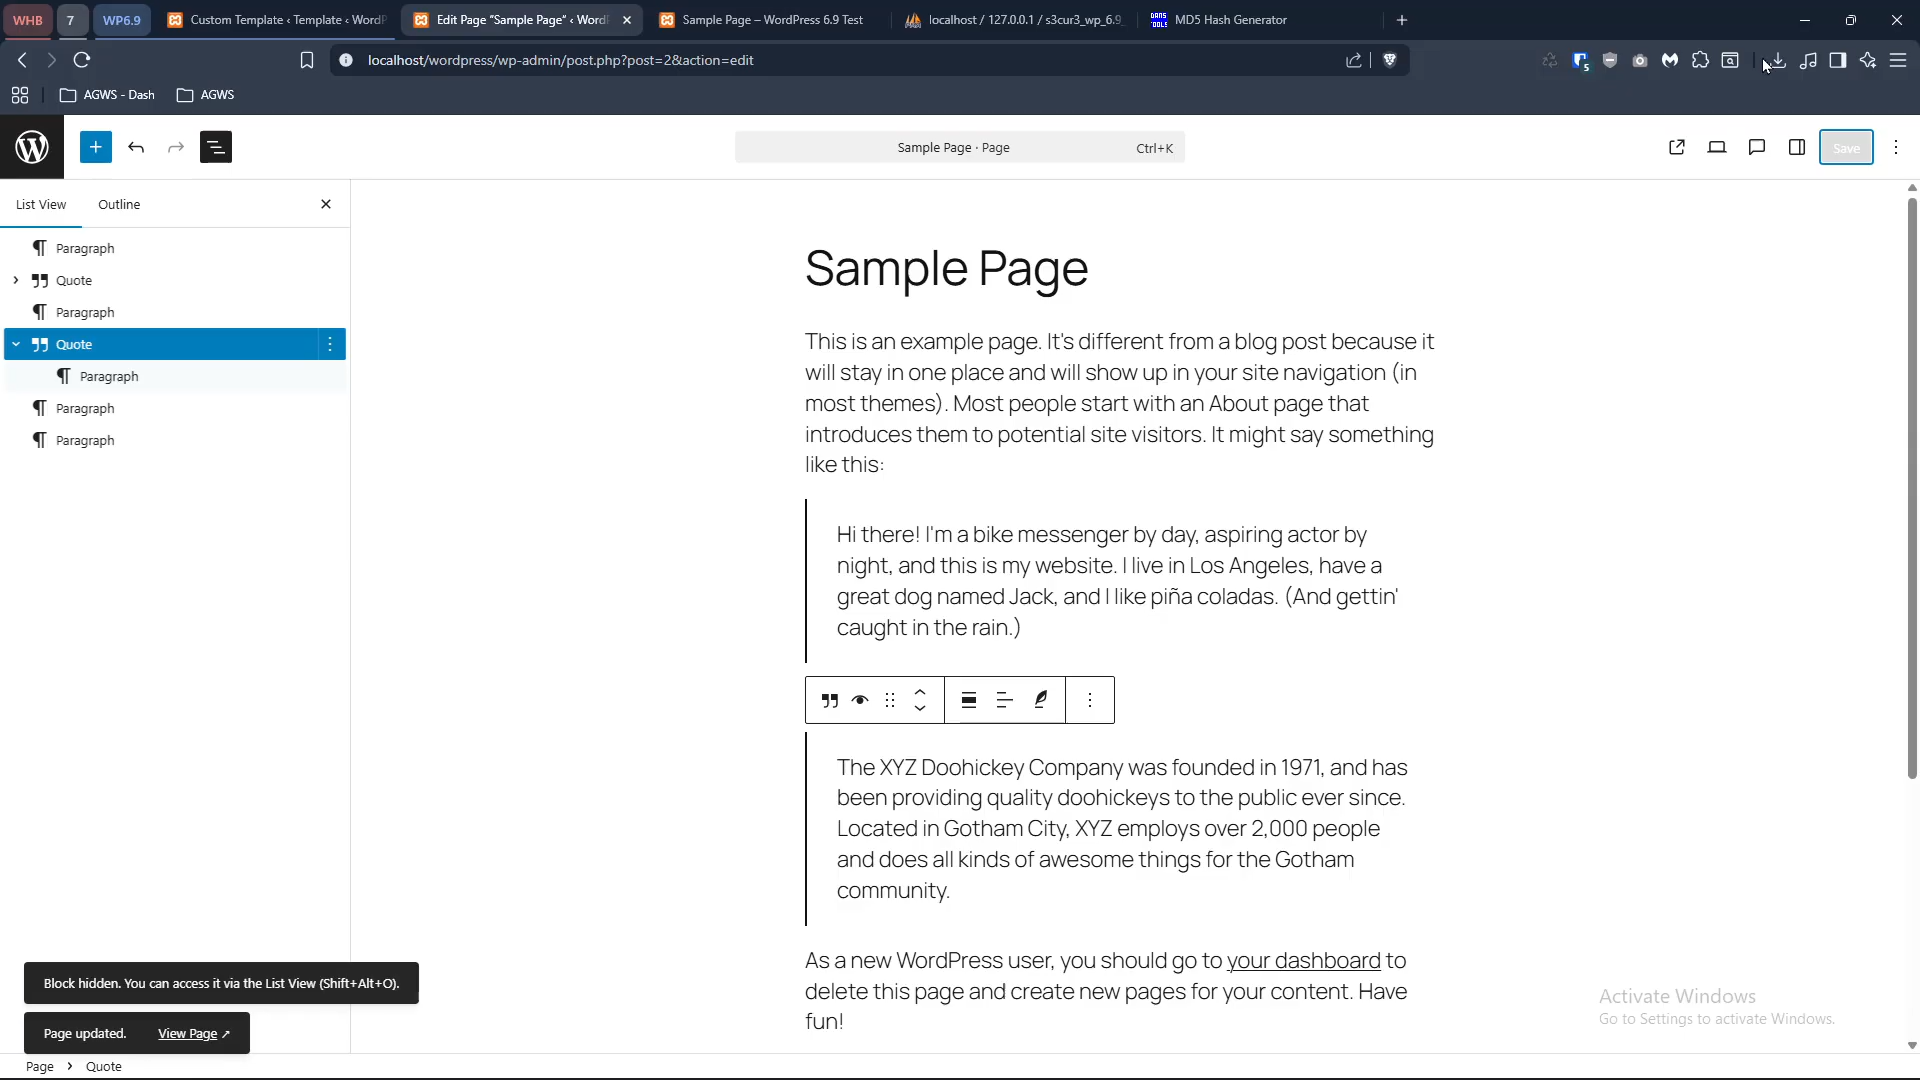 WHB
7
WP6.9
Custom Template ‹ Template ‹ WordP
Edit Page “Sample Page” ‹ Word
Sample Page – WordPress 6.9 Test
localhost / 127.0.0.1 / s3cur3_wp_6.9_
MD5 Hash Generator
localhost/wordpress/wp-admin/post.php?post=2&action=edit
5
AGWS - Dash
AGWS
Sample Page · Page
Ctrl+K
Save
List View
Outline
Paragraph
Quote
Paragraph
Quote
Paragraph
Paragraph
Paragraph
Sample Page
This is an example page. It's different from a blog post because it
will stay in one place and will show up in your site navigation (in
most themes). Most people start with an About page that
introduces them to potential site visitors. It might say something
like this:
Hi there! I'm a bike messenger by day, aspiring actor by
night, and this is my website. I live in Los Angeles, have a
great dog named Jack, and I like piña coladas. (And gettin'
caught in the rain.)
The XYZ Doohickey Company was founded in 1971, and has
been providing quality doohickeys to the public ever since.
Located in Gotham City, XYZ employs over 2,000 people
and does all kinds of awesome things for the Gotham
community.
As a new WordPress user, you should go to your dashboard to
delete this page and create new pages for your content. Have
fun!
Block hidden. You can access it via the List View (Shift+Alt+O).
Page updated.
View Page ↗
Activate Windows
Go to Settings to activate Windows.
Page › Quote